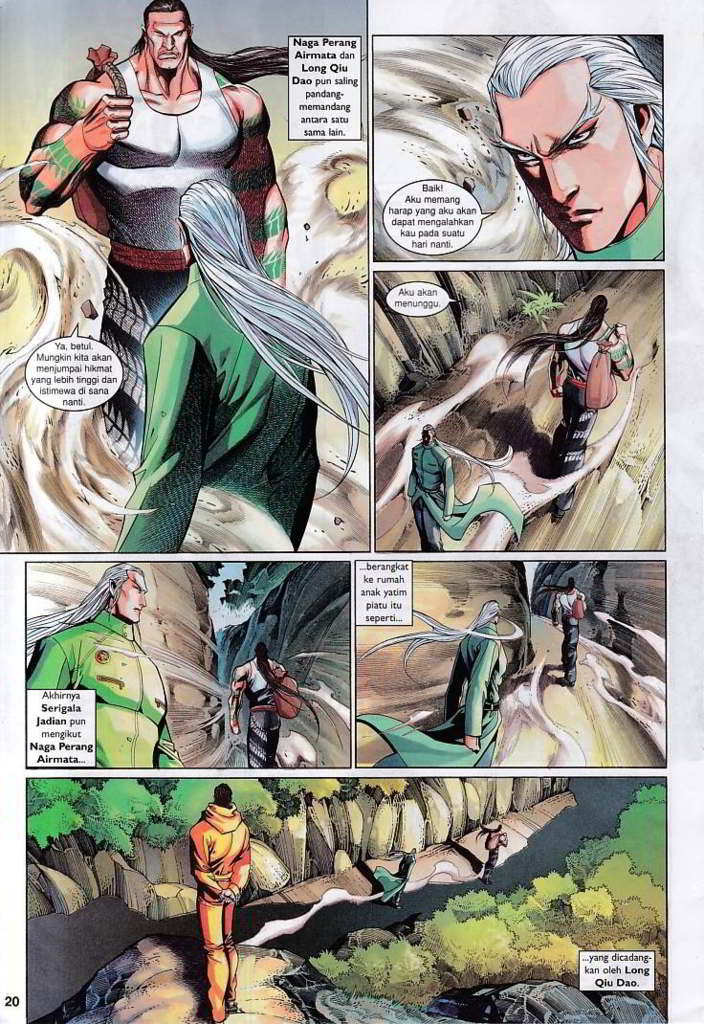 Naga Perang
Airmata dan
Long Qiu
Dao pun saling
pandang-
memandang
antara satu
sama lain.
Ya, betul.
Mungkin kita akan
menjumpai hikmat
yang lebih tinggi dan
istimewa di sana
nanti.
Baik!
Aku memang
harap yang aku akan
dapat mengalahkan
kau pada suatu
hari nanti.
Aku akan
menunggu.
Akhirnya
Serigala
Jadian pun
mengikut
Naga Perang
Airmata...
...berangkat
ke rumah
anak yatim
piatu itu
seperti...
...yang dicadang-
kan oleh Long
Qiu Dao.
20